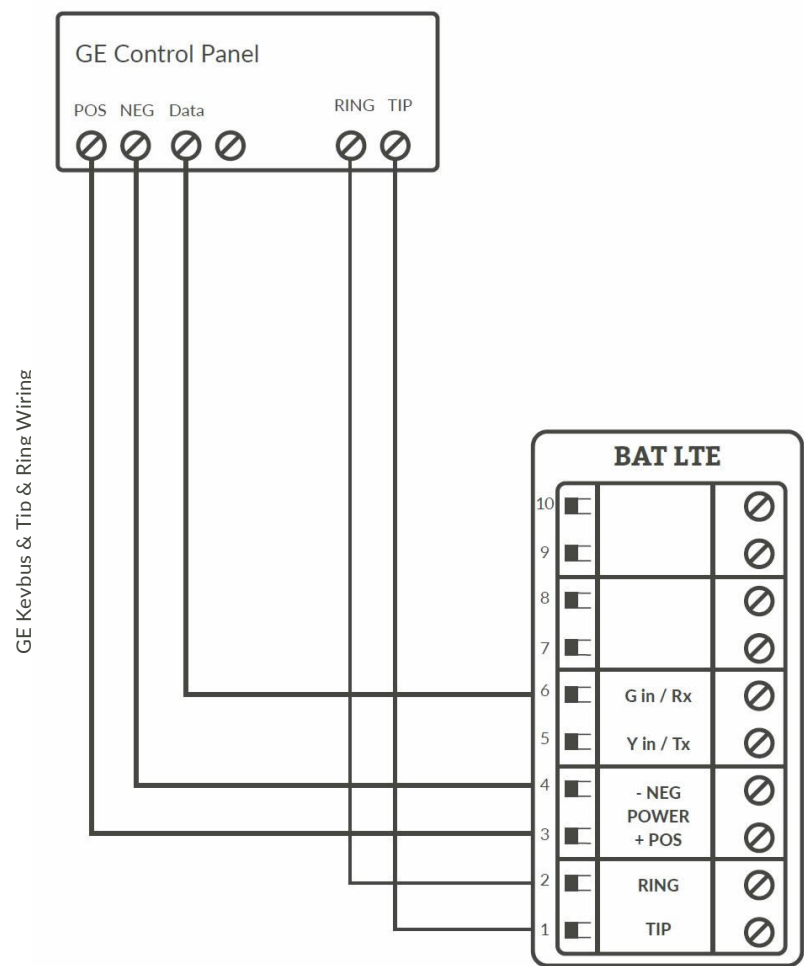 GE Control Panel
POS NEG Data RING TIP
GE Keybus & Tip & Ring Wiring
BAT LTE
10
9
8
7
6 G in / Rx
5 Y in / Tx
4 - NEG
POWER
3 + POS
2 RING
1 TIP